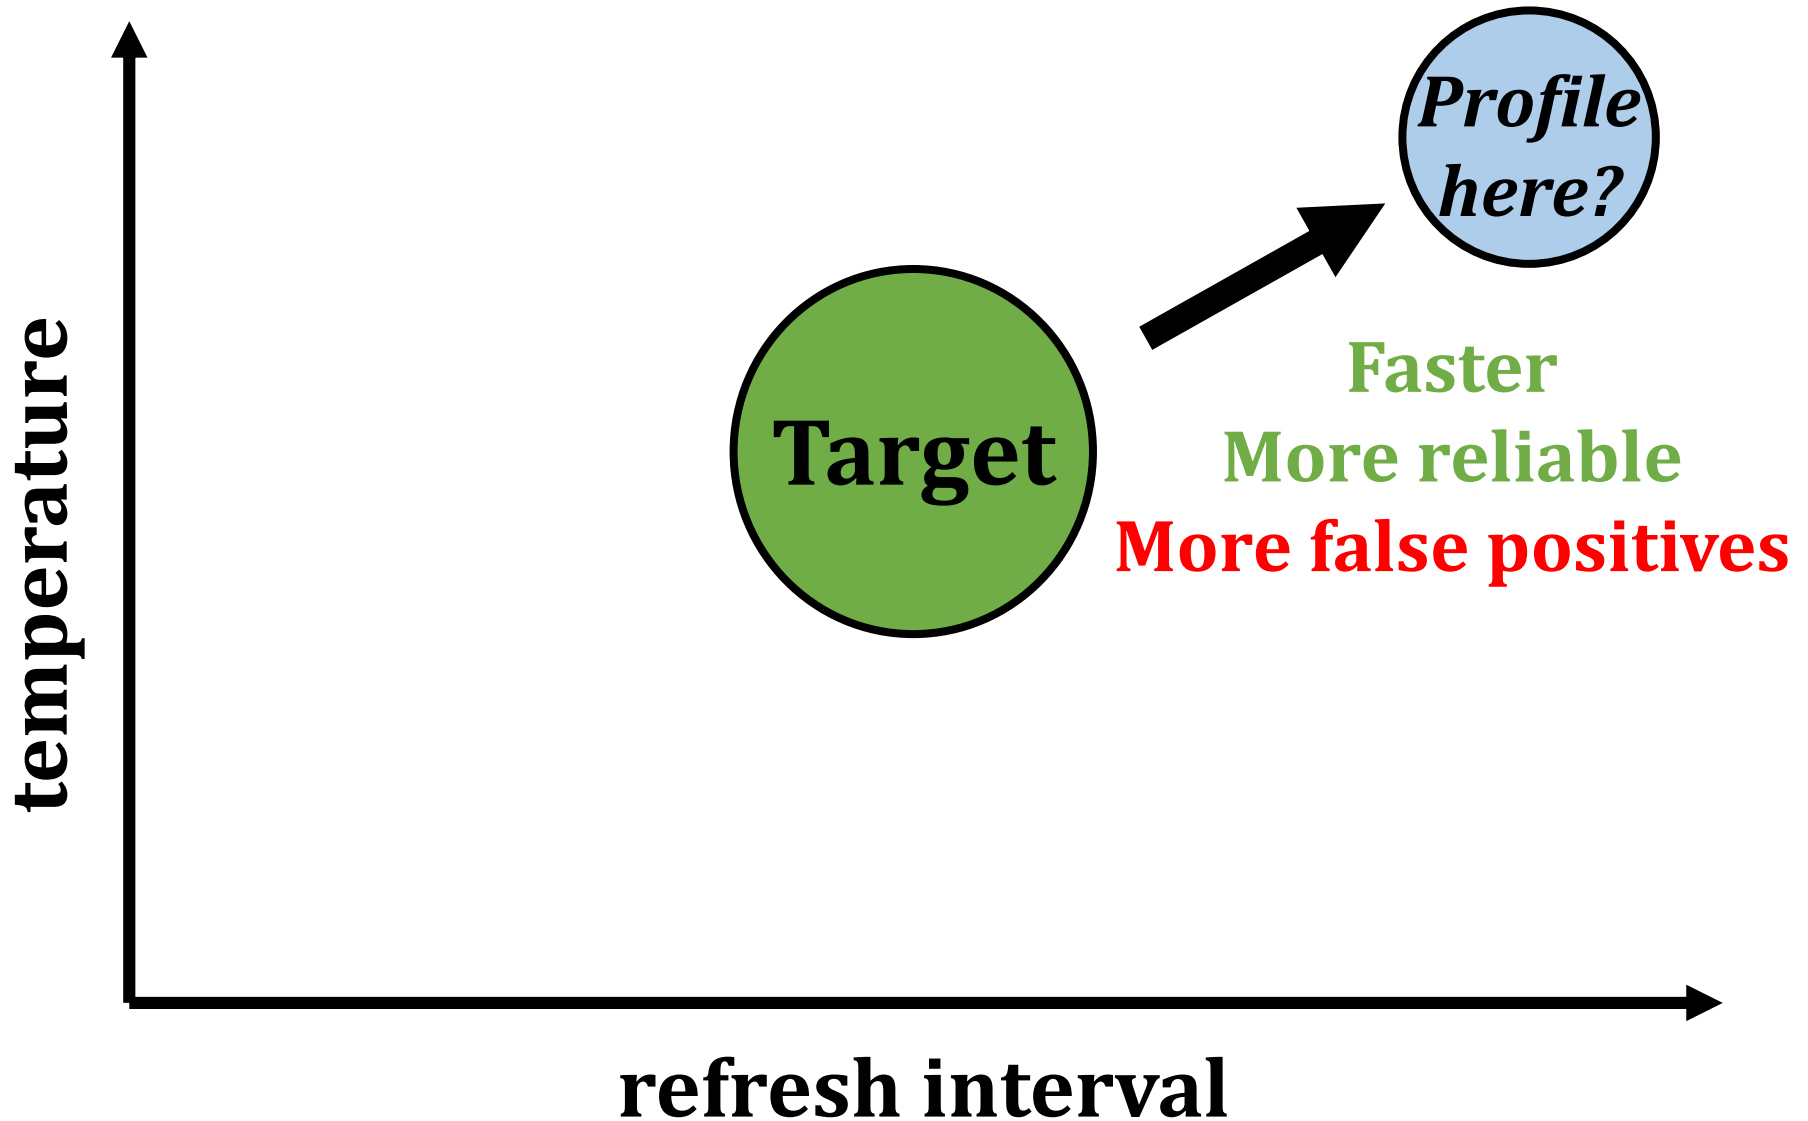 Profile
here?
Target
Faster
More reliable
More false positives
temperature
refresh interval